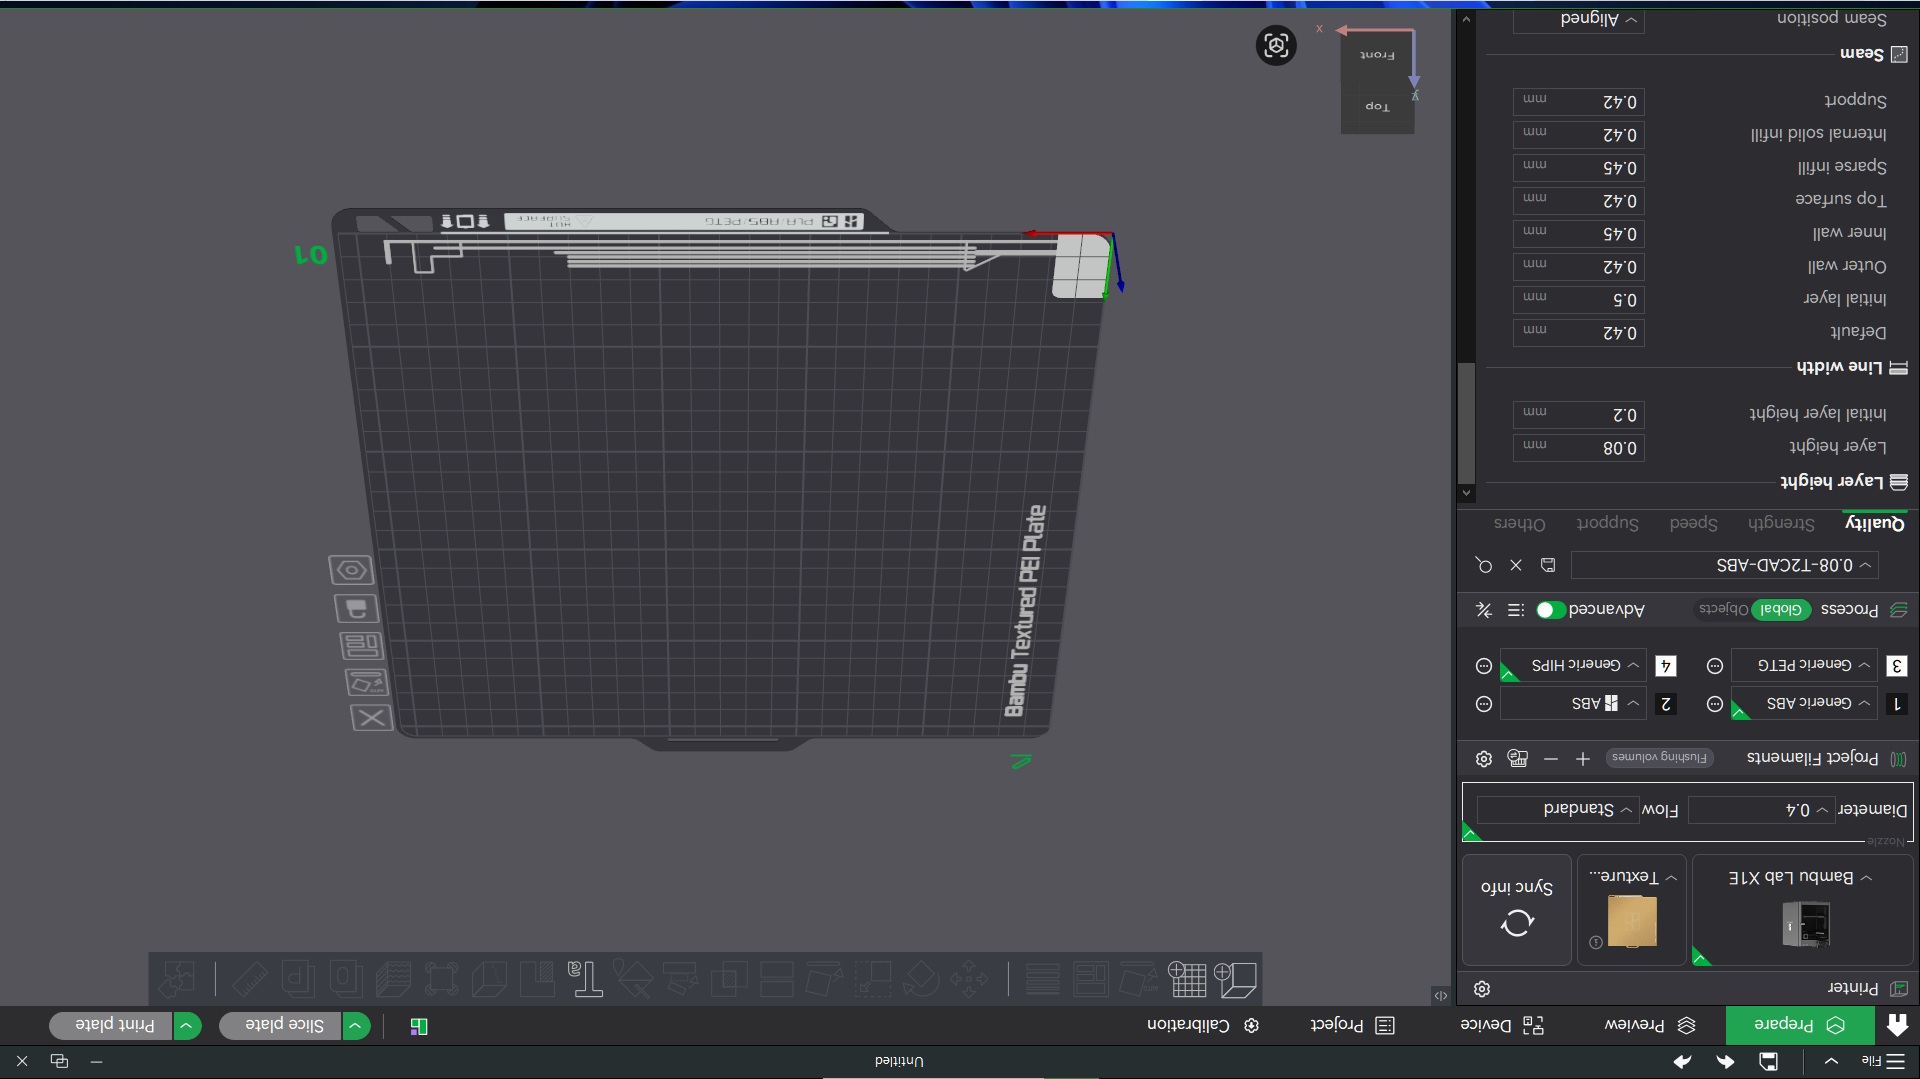 File
Untitled
Prepare
Preview
Device
Project
Calibration
Slice plate
Print plate
Printer
Bambu Lab X1E
Texture...
Sync info
Nozzle
Diameter 0.4 Flow Standard
Project Filaments Flushing volumes
1 Generic ABS 2 ABS
3 Generic PETG 4 Generic HIPS
Process Global Objects Advanced
0.08-T2CAD-ABS
Quality Strength Speed Support Others
Layer height
Layer height 0.08 mm
Initial layer height 0.2 mm
Line width
Default 0.42 mm
Initial layer 0.5 mm
Outer wall 0.42 mm
Inner wall 0.45 mm
Top surface 0.42 mm
Sparse infill 0.45 mm
Internal solid infill 0.42 mm
Support 0.42 mm
Seam
Seam position Aligned
Bambu Textured PEI Plate
PLA/ABS/PETG
HOT
SURFACE
01
Top
Front
y
x